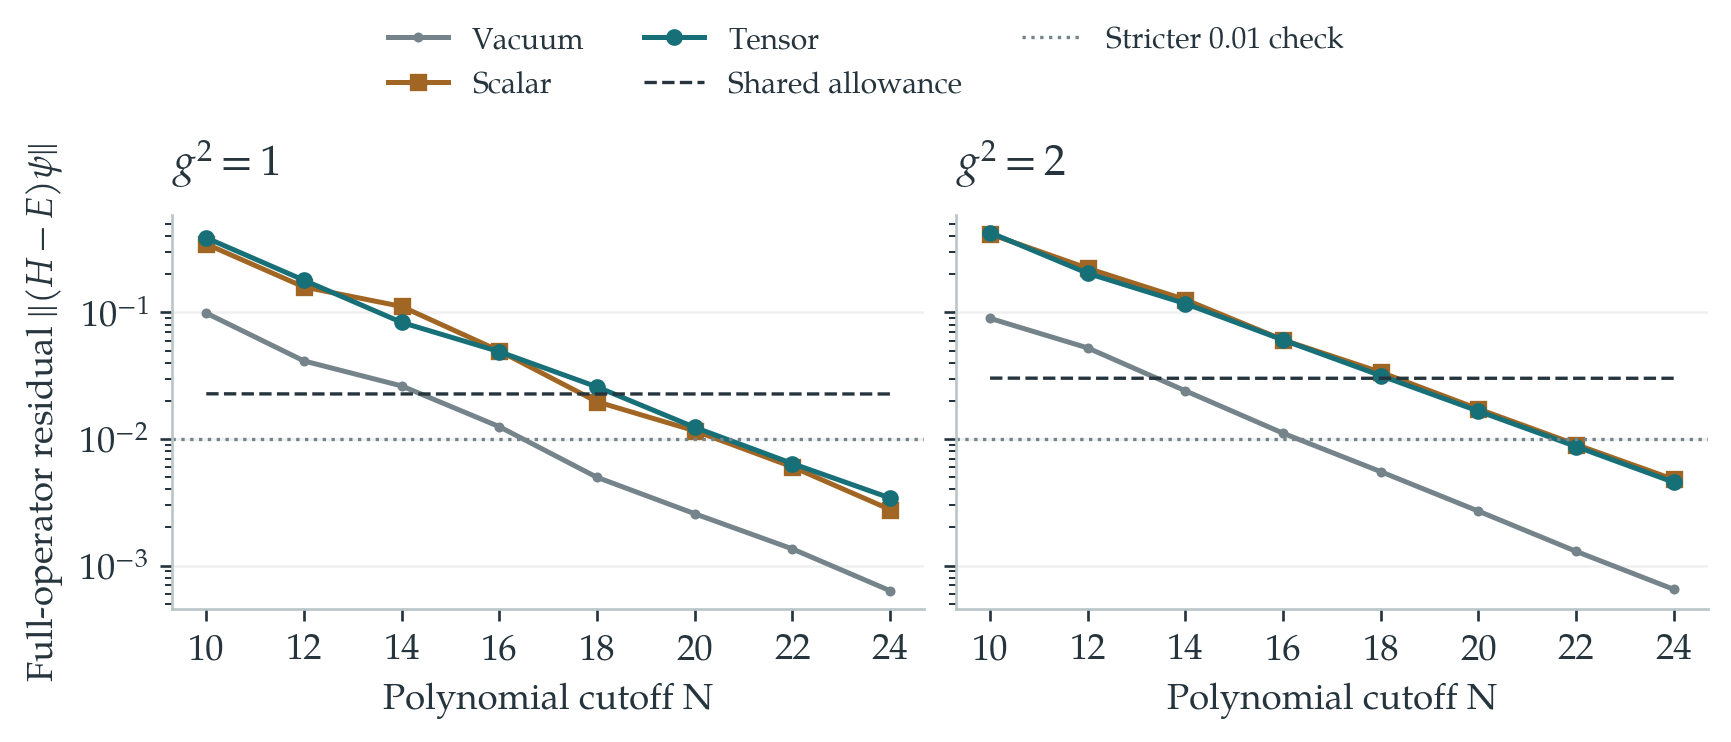 Vacuum
Scalar
Tensor
Shared allowance
Stricter 0.01 check
g² = 1
g² = 2
Full-operator residual ‖(H − E)ψ‖
10⁻¹
10⁻²
10⁻³
10 12 14 16 18 20 22 24
10 12 14 16 18 20 22 24
Polynomial cutoff N
Polynomial cutoff N